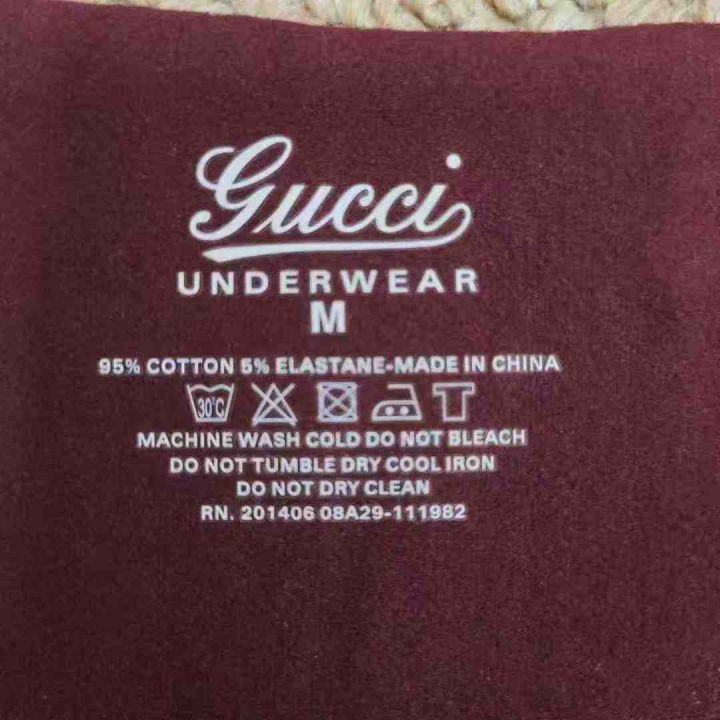 Gucci
UNDERWEAR
M
95% COTTON 5% ELASTANE-MADE IN CHINA
30°C
MACHINE WASH COLD DO NOT BLEACH
DO NOT TUMBLE DRY COOL IRON
DO NOT DRY CLEAN
RN. 201406 08A29-111982